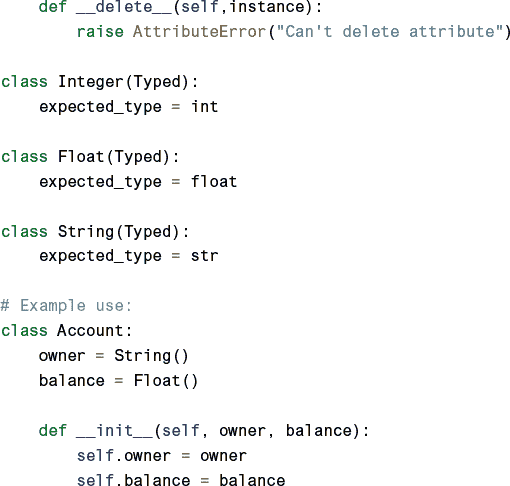 def __delete__(self,instance):
        raise AttributeError("Can't delete attribute")

class Integer(Typed):
    expected_type = int

class Float(Typed):
    expected_type = float

class String(Typed):
    expected_type = str

# Example use:
class Account:
    owner = String()
    balance = Float()

    def __init__(self, owner, balance):
        self.owner = owner
        self.balance = balance